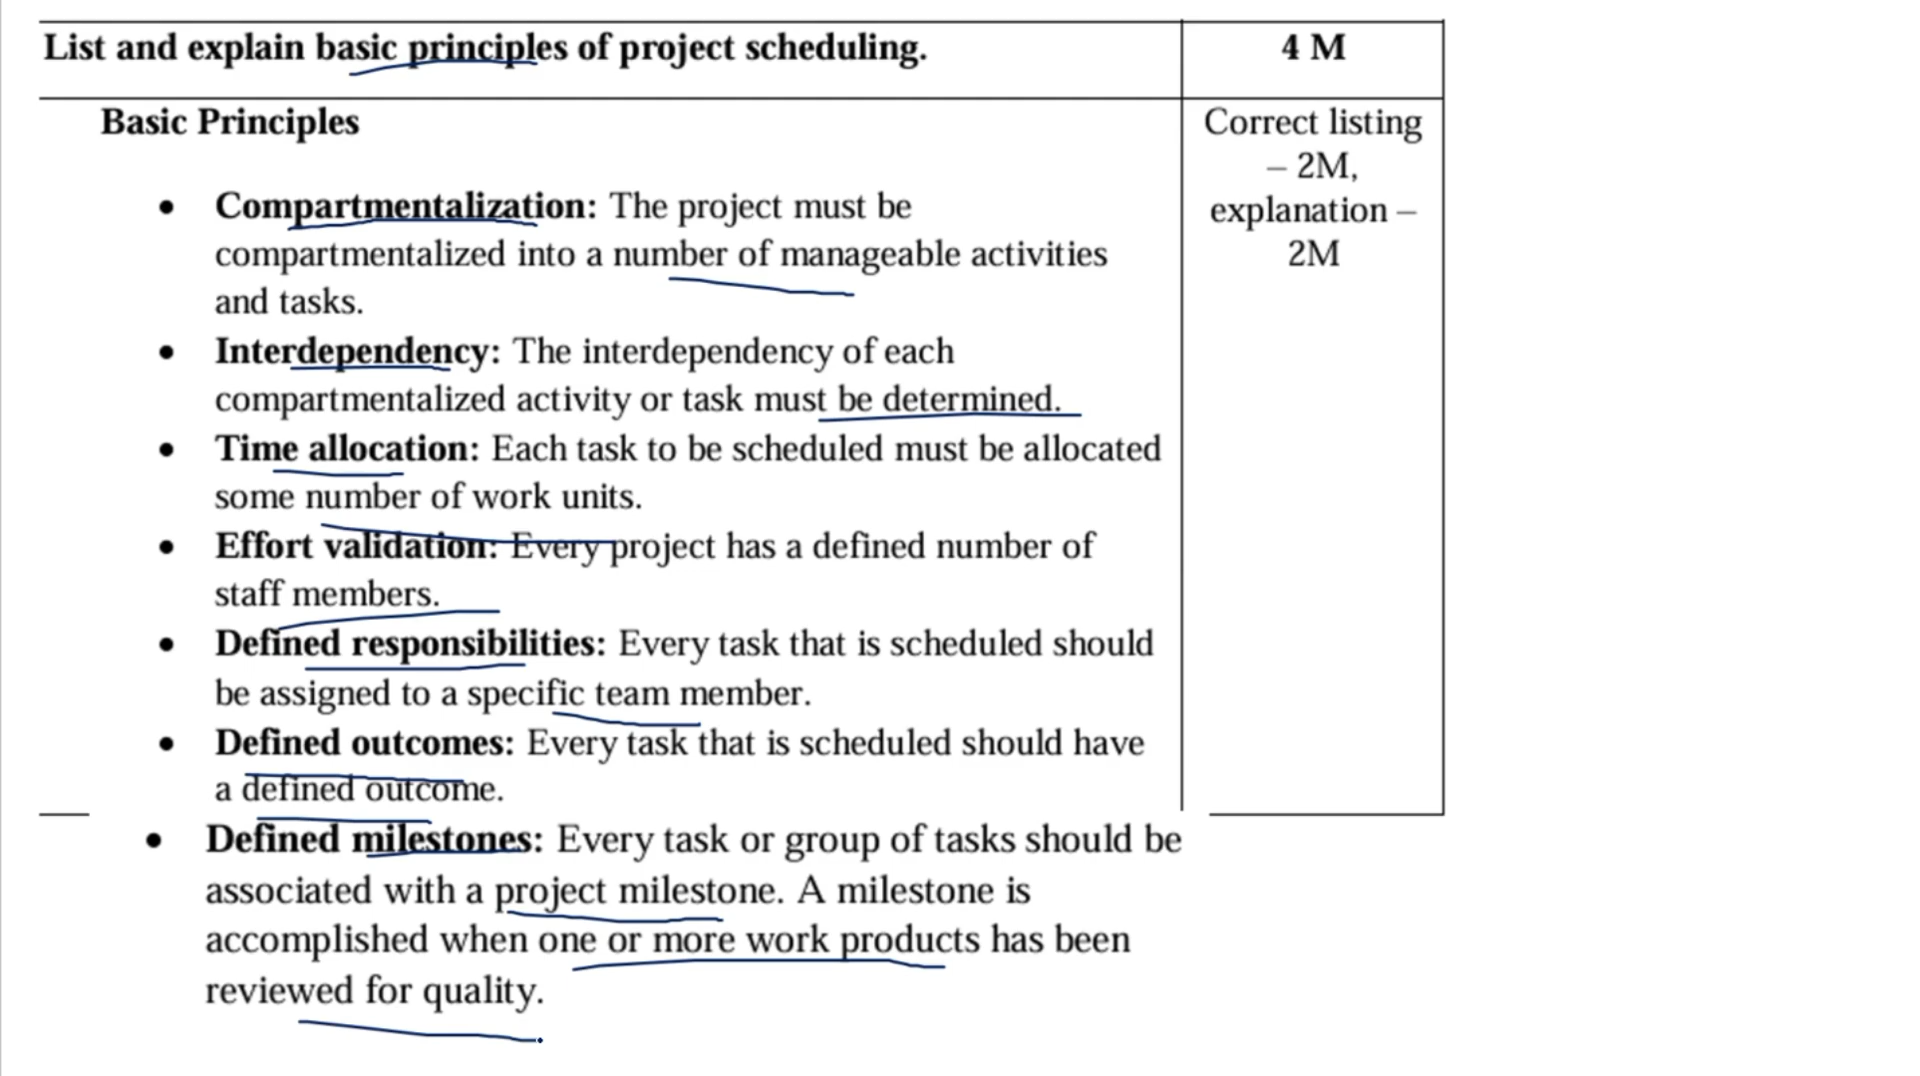 List and explain basic principles of project scheduling.
4 M
Basic Principles
Correct listing
– 2M,
explanation –
2M
• Compartmentalization: The project must be
compartmentalized into a number of manageable activities
and tasks.
• Interdependency: The interdependency of each
compartmentalized activity or task must be determined.
• Time allocation: Each task to be scheduled must be allocated
some number of work units.
• Effort validation: Every project has a defined number of
staff members.
• Defined responsibilities: Every task that is scheduled should
be assigned to a specific team member.
• Defined outcomes: Every task that is scheduled should have
a defined outcome.
• Defined milestones: Every task or group of tasks should be
associated with a project milestone. A milestone is
accomplished when one or more work products has been
reviewed for quality.